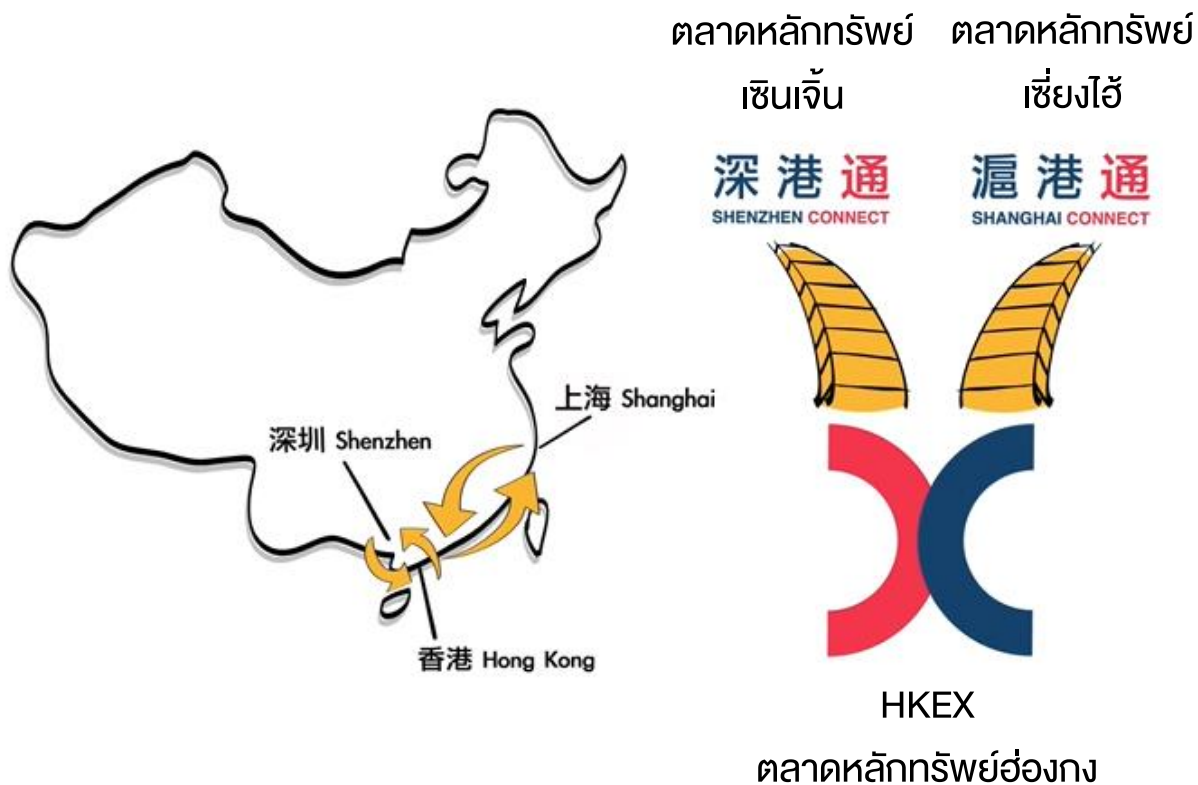 ตลาดหลักทรัพย์
เซินเจิ้น
ตลาดหลักทรัพย์
เซี่ยงไฮ้
深港通
SHENZHEN CONNECT
滬港通
SHANGHAI CONNECT
上海 Shanghai
深圳 Shenzhen
香港 Hong Kong
HKEX
ตลาดหลักทรัพย์ฮ่องกง